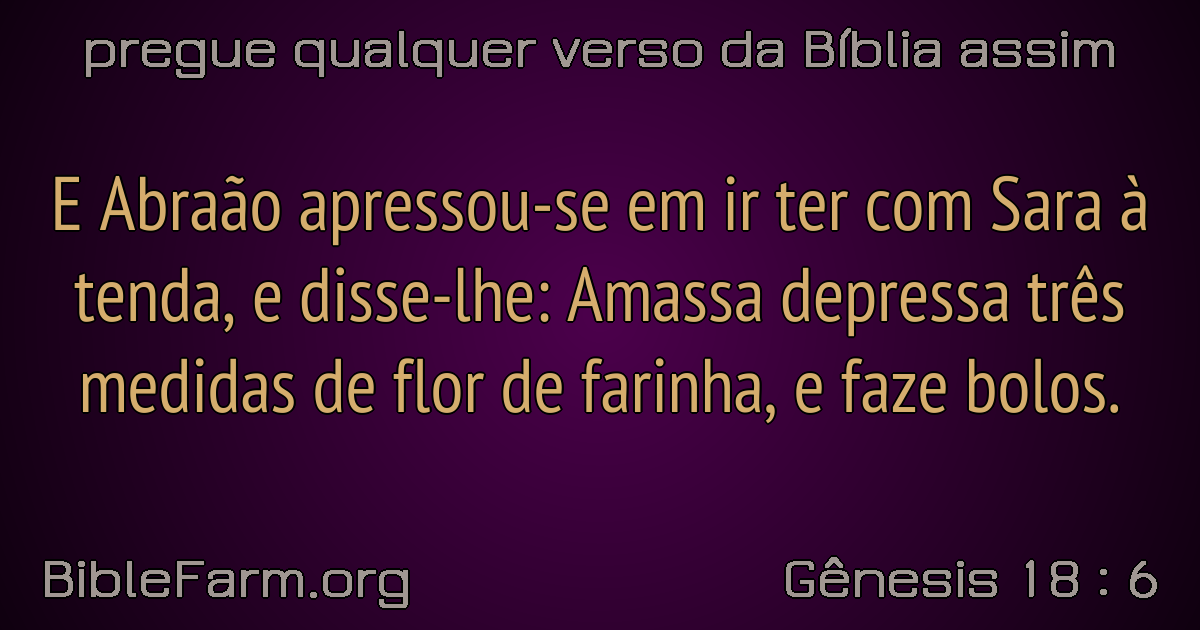 pregue qualquer verso da Bíblia assim
E Abraão apressou-se em ir ter com Sara à
tenda, e disse-lhe: Amassa depressa três
medidas de flor de farinha, e faze bolos.
BibleFarm.org
Gênesis 18 : 6